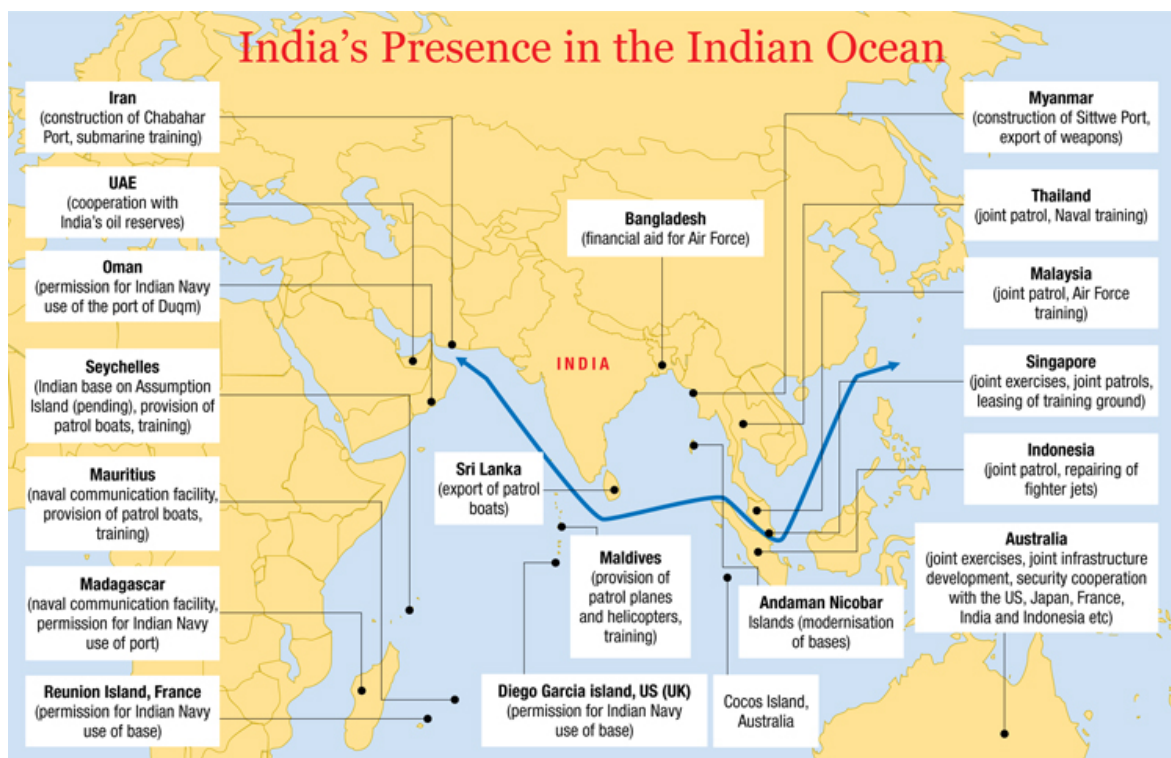 India's Presence in the Indian Ocean
Iran
(construction of Chabahar
Port, submarine training)
UAE
(cooperation with
India's oil reserves)
Oman
(permission for Indian Navy
use of the port of Duqm)
Seychelles
(Indian base on Assumption
Island (pending), provision of
patrol boats, training)
Mauritius
(naval communication facility,
provision of patrol boats,
training)
Madagascar
(naval communication facility,
permission for Indian Navy
use of port)
Reunion Island, France
(permission for Indian Navy
use of base)
Bangladesh
(financial aid for Air Force)
INDIA
Sri Lanka
(export of patrol
boats)
Maldives
(provision of
patrol planes
and helicopters,
training)
Diego Garcia island, US (UK)
(permission for Indian Navy
use of base)
Andaman Nicobar
Islands (modernisation
of bases)
Cocos Island,
Australia
Myanmar
(construction of Sittwe Port,
export of weapons)
Thailand
(joint patrol, Naval training)
Malaysia
(joint patrol, Air Force
training)
Singapore
(joint exercises, joint patrols,
leasing of training ground)
Indonesia
(joint patrol, repairing of
fighter jets)
Australia
(joint exercises, joint infrastructure
development, security cooperation
with the US, Japan, France,
India and Indonesia etc)